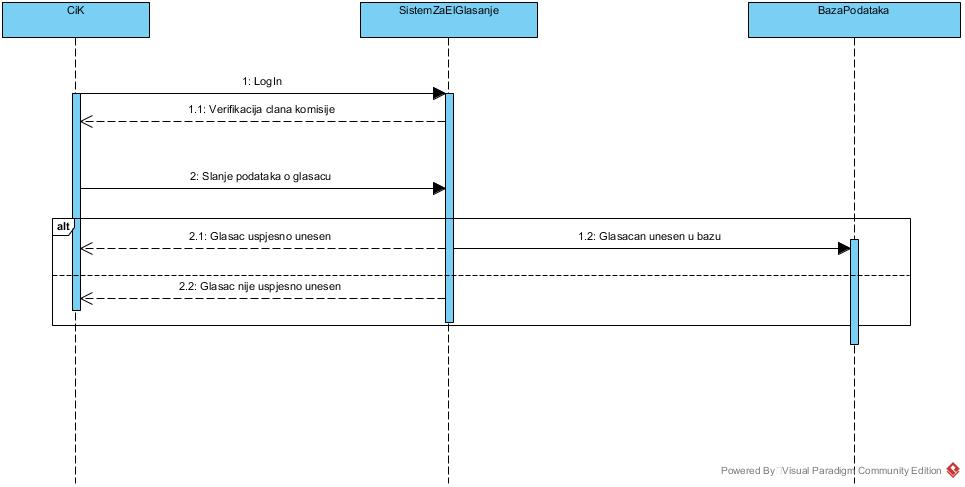 CiK
SistemZaElGlasanje
BazaPodataka
1: LogIn
1.1: Verifikacija clana komisije
2: Slanje podataka o glasacu
alt
2.1: Glasac uspjesno unesen
1.2: Glasacan unesen u bazu
2.2: Glasac nije uspjesno unesen
Powered By Visual Paradigm Community Edition